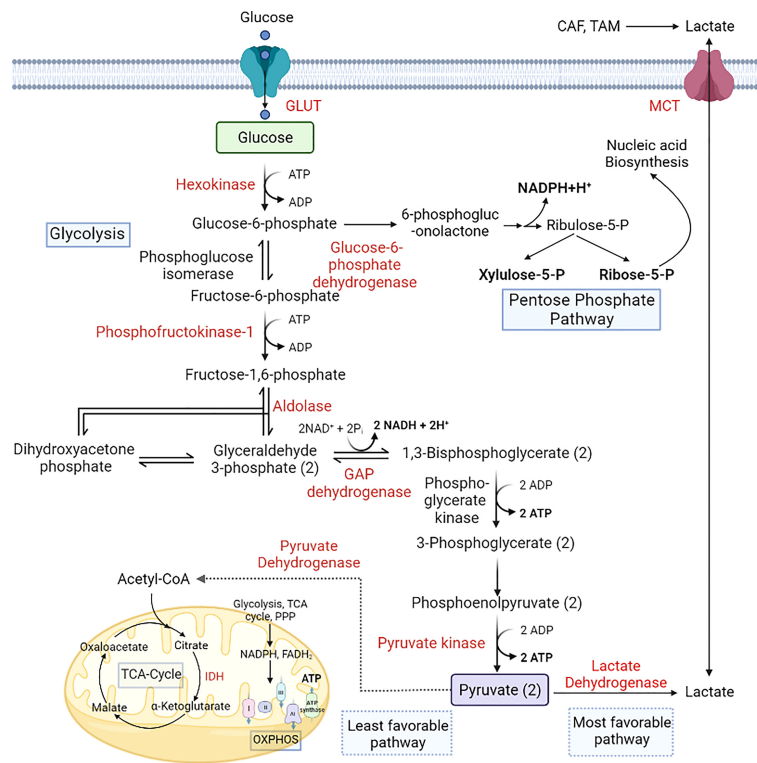 Glucose
CAF, TAM
Lactate
GLUT
MCT
Glucose
Nucleic acid
Biosynthesis
Hexokinase
ATP
ADP
NADPH+H⁺
Glycolysis
Glucose-6-phosphate
6-phosphogluc
-onolactone
Ribulose-5-P
Phosphoglucose
isomerase
Glucose-6-
phosphate
dehydrogenase
Xylulose-5-P
Ribose-5-P
Fructose-6-phosphate
Pentose Phosphate
Pathway
Phosphofructokinase-1
ATP
ADP
Fructose-1,6-phosphate
Aldolase
2NAD⁺ + 2Pᵢ
2 NADH + 2H⁺
Dihydroxyacetone
phosphate
Glyceraldehyde
3-phosphate (2)
1,3-Bisphosphoglycerate (2)
GAP
dehydrogenase
Phospho-
glycerate
kinase
2 ADP
2 ATP
3-Phosphoglycerate (2)
Pyruvate
Dehydrogenase
Acetyl-CoA
Phosphoenolpyruvate (2)
Glycolysis, TCA
cycle, PPP
Pyruvate kinase
2 ADP
2 ATP
Oxaloacetate
Citrate
NADPH, FADH₂
TCA-Cycle
IDH
ATP
Pyruvate (2)
Lactate
Dehydrogenase
Lactate
Malate
α-Ketoglutarate
I
II
III
ATP
synthase
OXPHOS
Least favorable
pathway
Most favorable
pathway